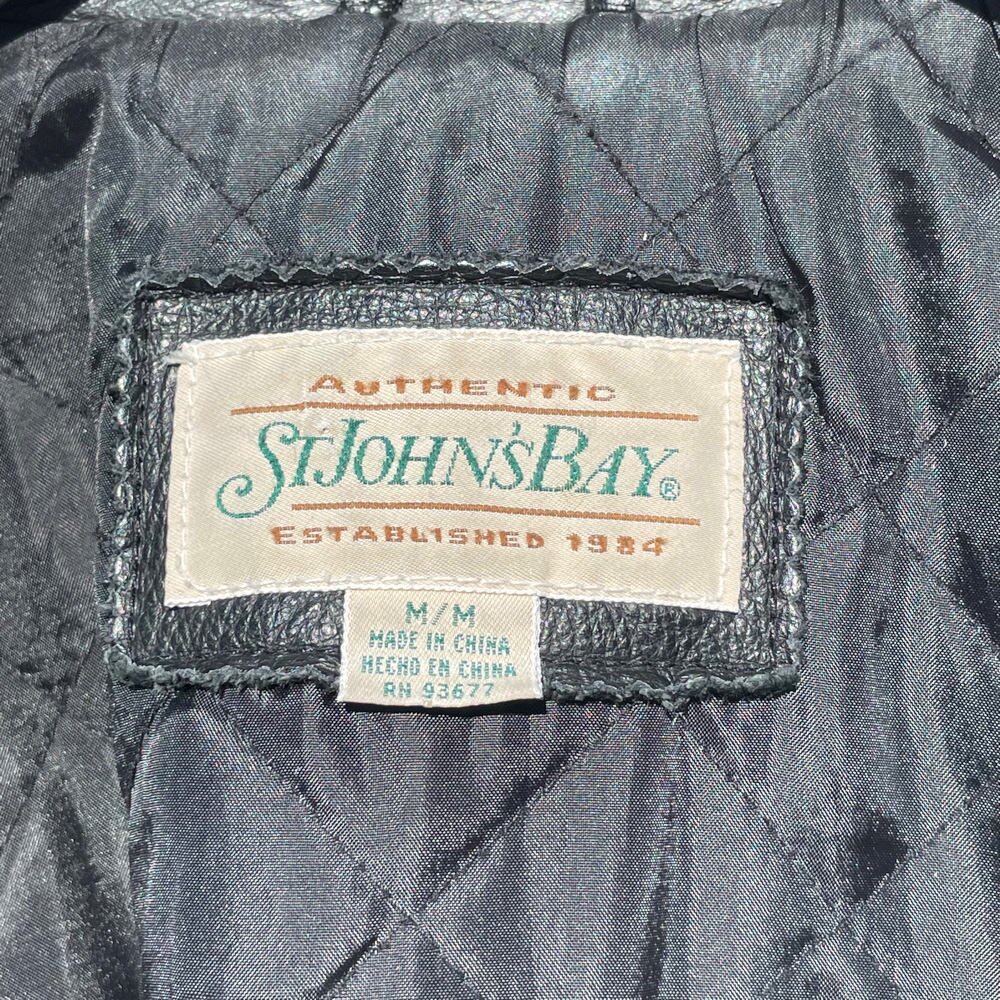 AUTHENTIC
ST JOHN'S BAY®
ESTABLISHED 1984
M/M
MADE IN CHINA
HECHO EN CHINA
RN 93677